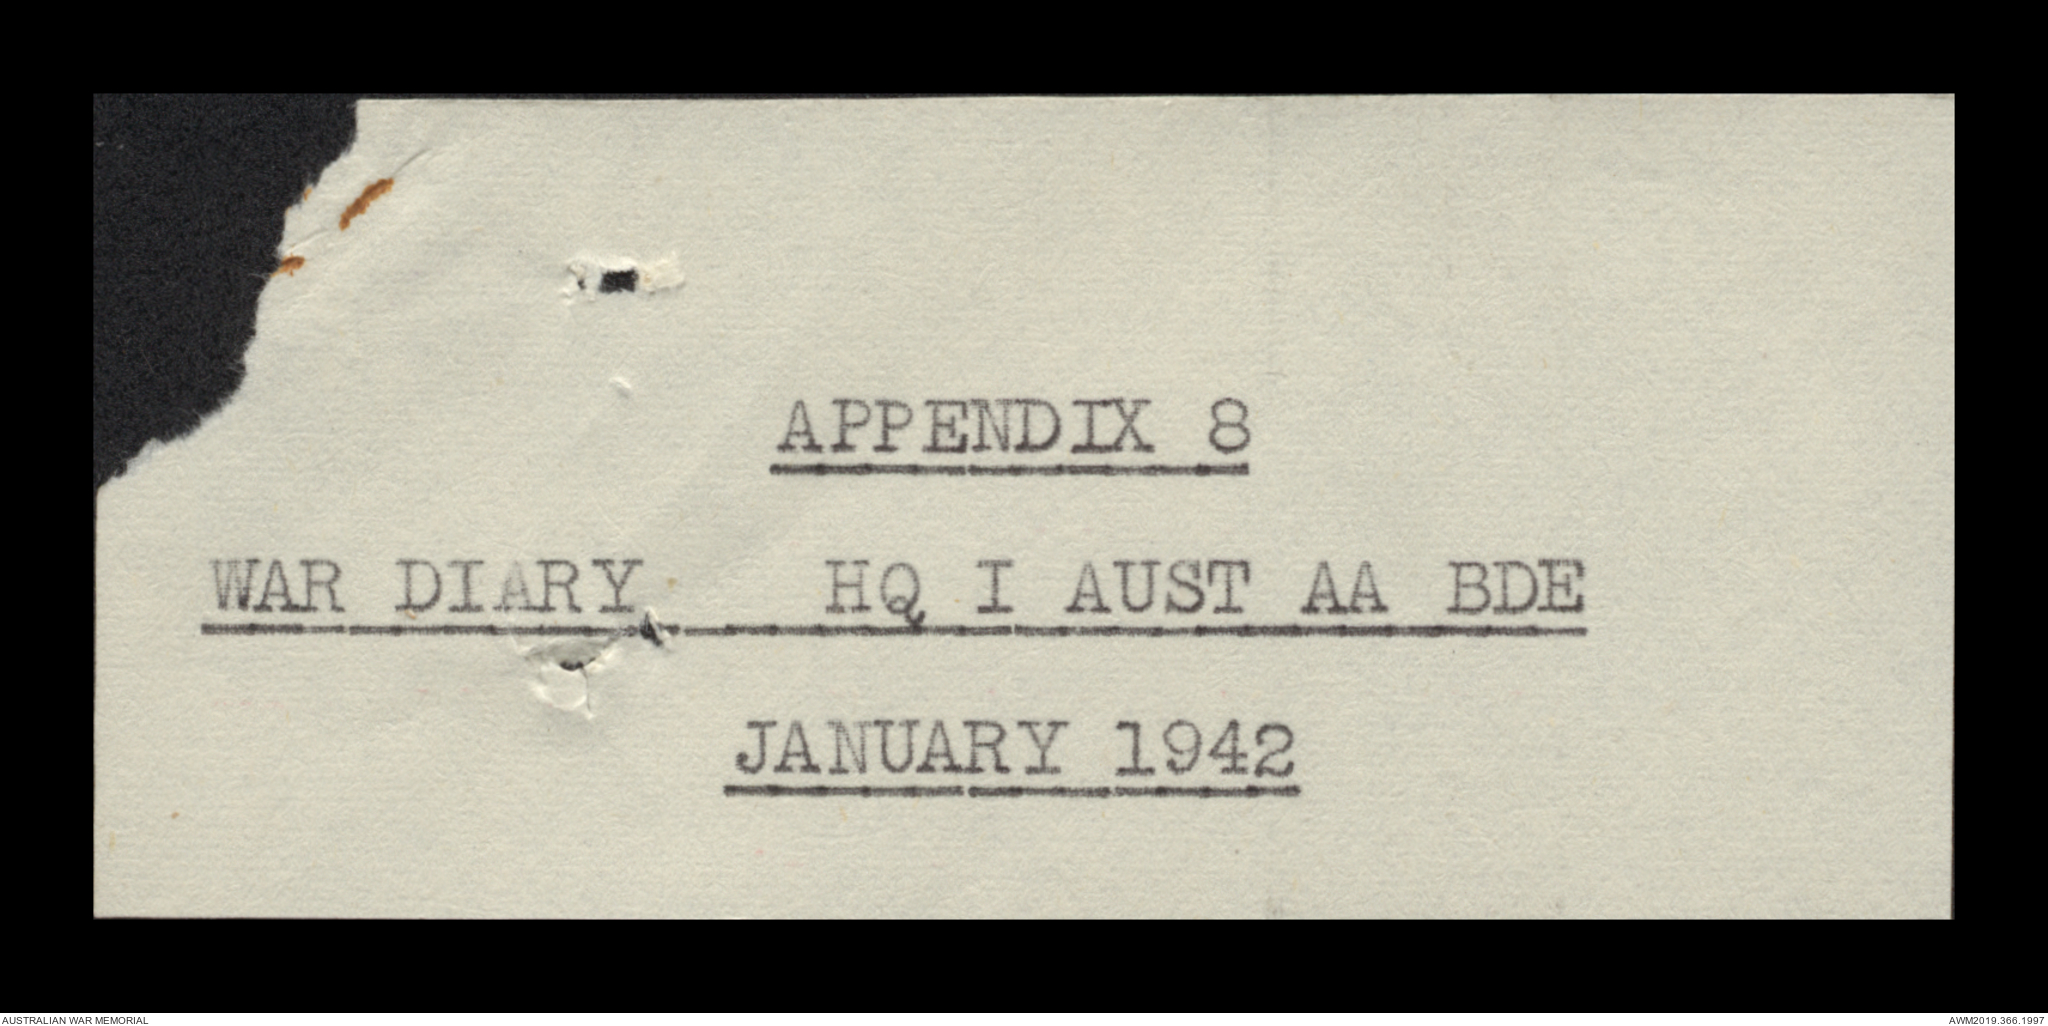 APPENDIX 8
WAR DIARY   HQ I AUST AA BDE
JANUARY 1942
AUSTRALIAN WAR MEMORIAL
AWM2019.366.1997